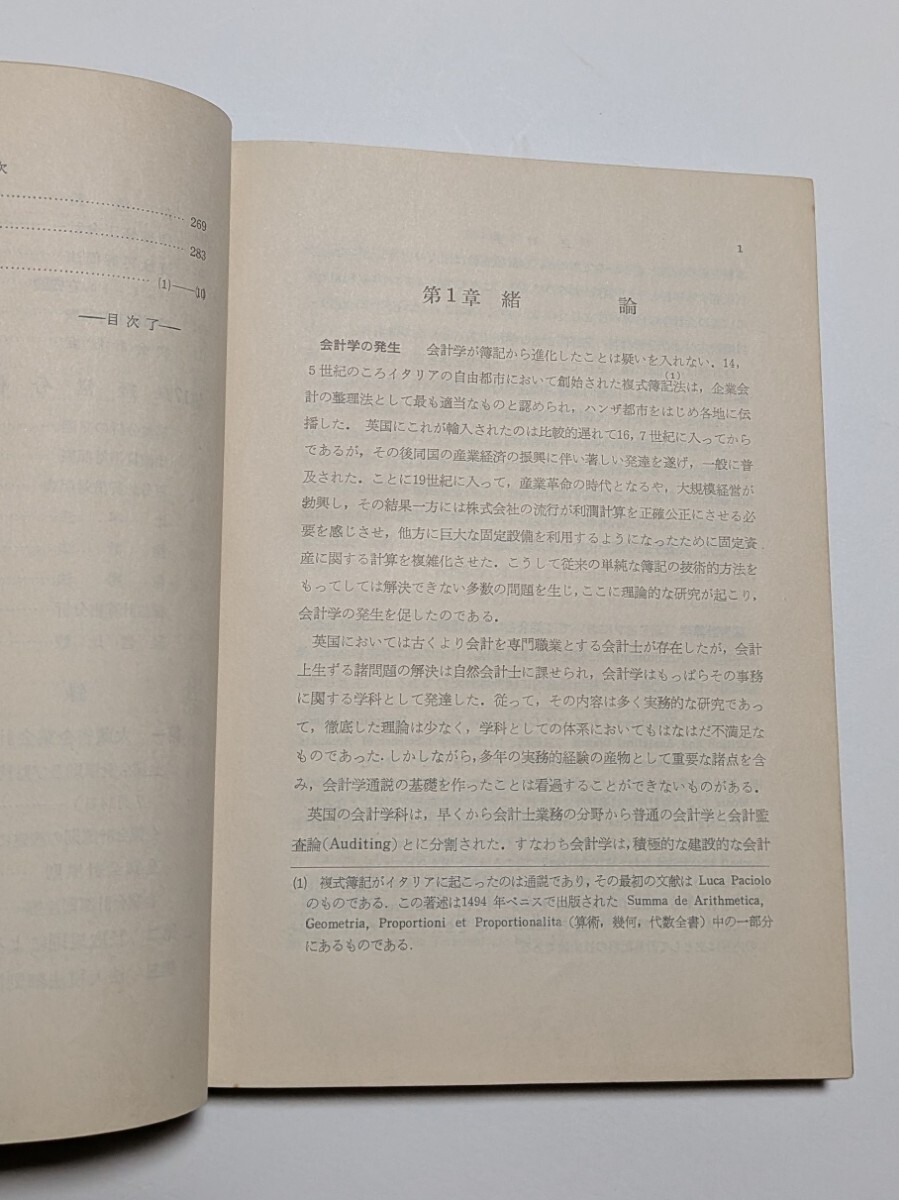 次
……………………………… 269
……………………………… 283
……………………… (1)——10
——目 次 了——
1
第1章 緒 論
会計学の発生 会計学が簿記から進化したことは疑いを入れない．14，
5世紀のころイタリアの自由都市において創始された複式簿記法(1)は，企業会
計の整理法として最も適当なものと認められ，ハンザ都市をはじめ各地に伝
播した． 英国にこれが輸入されたのは比較的遅れて16，7世紀に入ってから
であるが，その後同国の産業経済の振興に伴い著しい発達を遂げ，一般に普
及された．ことに19世紀に入って，産業革命の時代となるや，大規模経営が
勃興し，その結果一方には株式会社の流行が利潤計算を正確公正にさせる必
要を感じさせ，他方に巨大な固定設備を利用するようになったために固定資
産に関する計算を複雑化させた．こうして従来の単純な簿記の技術的方法を
もってしては解決できない多数の問題を生じ，ここに理論的な研究が起こり，
会計学の発生を促したのである．
英国においては古くより会計を専門職業とする会計士が存在したが，会計
上生ずる諸問題の解決は自然会計士に課せられ，会計学はもっぱらその事務
に関する学科として発達した．従って，その内容は多く実務的な研究であっ
て，徹底した理論は少なく，学科としての体系においてもはなはだ不満足な
ものであった．しかしながら，多年の実務的経験の産物として重要な諸点を含
み，会計学通説の基礎を作ったことは看過することができないものがある．
英国の会計学科は，早くから会計士業務の分野から普通の会計学と会計監
査論(Auditing)とに分割された．すなわち会計学は，積極的な建設的な会計
(1) 複式簿記がイタリアに起こったのは通説であり，その最初の文献は Luca Paciolo
のものである．この著述は1494 年ベニスで出版された Summa de Arithmetica,
Geometria, Proportioni et Proportionalita（算術，幾何，代数全書）中の一部分
にあるものである．